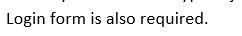 Login form is also required.